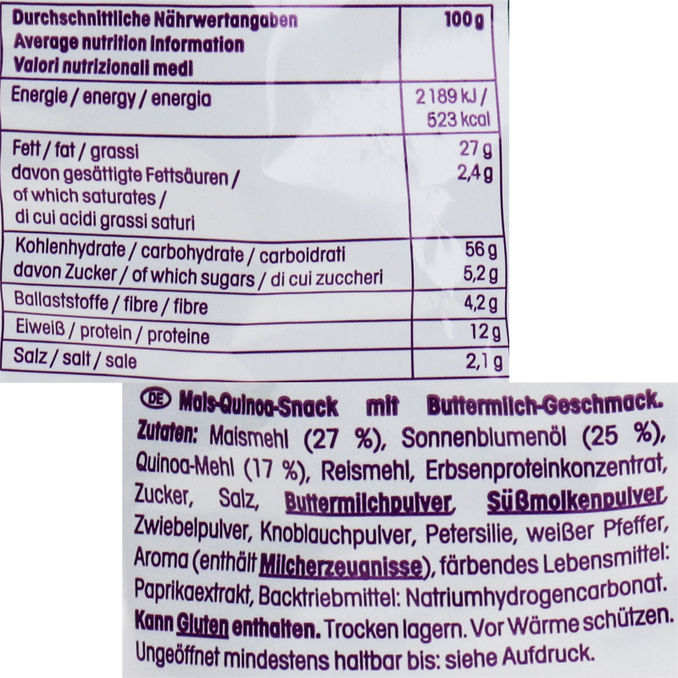 Durchschnittliche Nährwertangaben 100g
Average nutrition information
Valori nutrizionali medi
Energie / energy / energia 2189 kJ /
523 kcal
Fett / fat / grassi 27 g
davon gesättigte Fettsäuren / 2,4 g
of which saturates /
di cui acidi grassi saturi
Kohlenhydrate / carbohydrate / carboidrati 56 g
davon Zucker / of which sugars / di cui zuccheri 5,2 g
Ballaststoffe / fibre / fibre 4,2 g
Eiweiß / protein / proteine 12 g
Salz / salt / sale 2,1 g
DE Mais-Quinoa-Snack mit Buttermilch-Geschmack.
Zutaten: Maismehl (27 %), Sonnenblumenöl (25 %),
Quinoa-Mehl (17 %), Reismehl, Erbsenproteinkonzentrat,
Zucker, Salz, Buttermilchpulver, Süßmolkenpulver,
Zwiebelpulver, Knoblauchpulver, Petersilie, weißer Pfeffer,
Aroma (enthält Milcherzeugnisse), färbendes Lebensmittel:
Paprikaextrakt, Backtriebmittel: Natriumhydrogencarbonat.
Kann Gluten enthalten. Trocken lagern. Vor Wärme schützen.
Ungeöffnet mindestens haltbar bis: siehe Aufdruck.